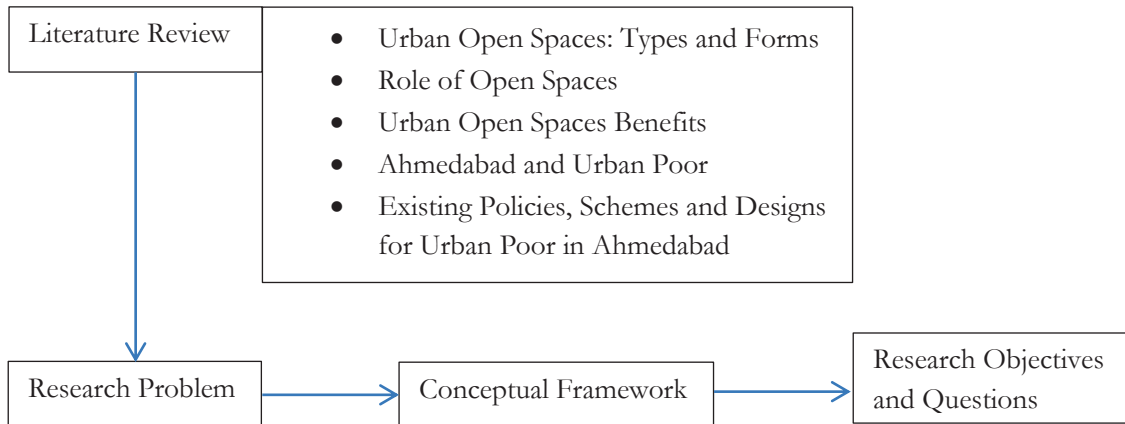 Literature Review
• Urban Open Spaces: Types and Forms
• Role of Open Spaces
• Urban Open Spaces Benefits
• Ahmedabad and Urban Poor
• Existing Policies, Schemes and Designs
for Urban Poor in Ahmedabad
Research Problem
Conceptual Framework
Research Objectives
and Questions